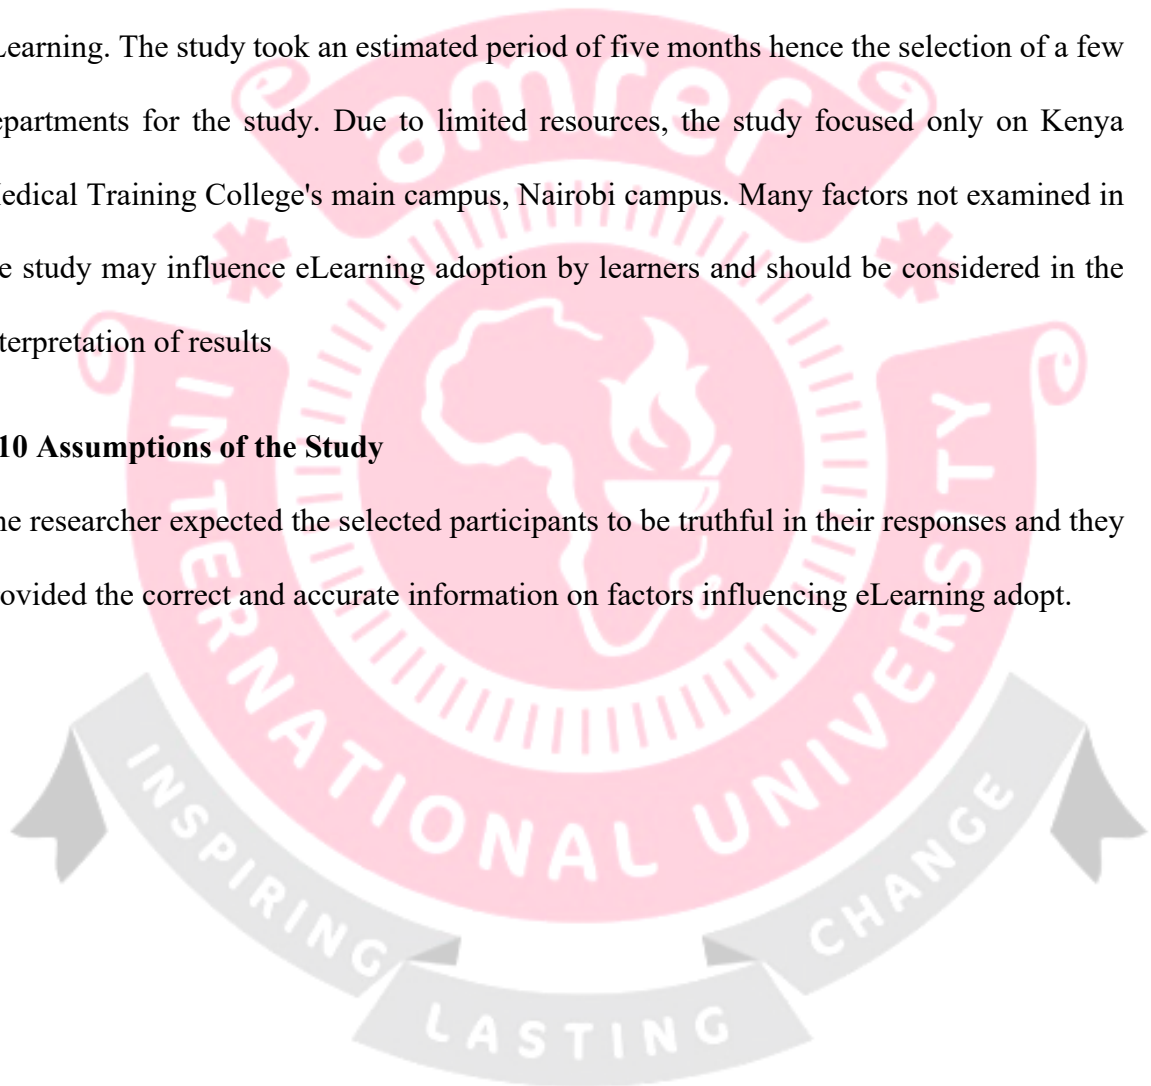 Learning. The study took an estimated period of five months hence the selection of a few
epartments for the study. Due to limited resources, the study focused only on Kenya
edical Training College's main campus, Nairobi campus. Many factors not examined in
e study may influence eLearning adoption by learners and should be considered in the
terpretation of results
10 Assumptions of the Study
he researcher expected the selected participants to be truthful in their responses and they
ovided the correct and accurate information on factors influencing eLearning adopt.
amref
INTERNATIONAL UNIVERSITY
INSPIRING LASTING CHANGE